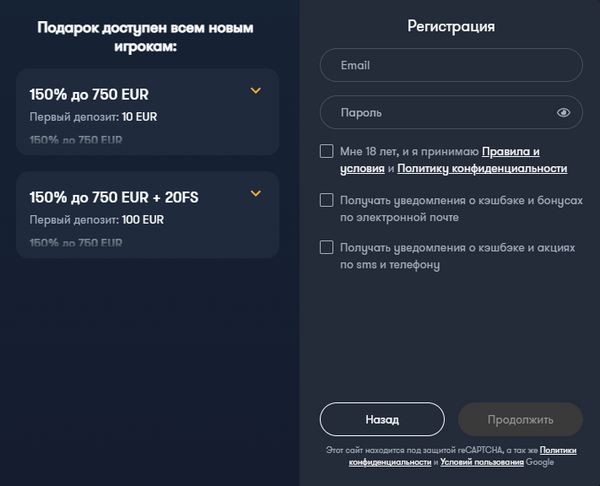 Подарок доступен всем новым
игрокам:
150% до 750 EUR
Первый депозит: 10 EUR
150% до 750 EUR
150% до 750 EUR + 20FS
Первый депозит: 100 EUR
150% до 750 EUR
Регистрация
Email
Пароль
Мне 18 лет, и я принимаю Правила и
условия и Политику конфиденциальности
Получать уведомления о кэшбэке и бонусах
по электронной почте
Получать уведомления о кэшбэке и акциях
по sms и телефону
Назад
Продолжить
Этот сайт находится под защитой reCAPTCHA, а так же Политики
конфиденциальности и Условий пользования Google